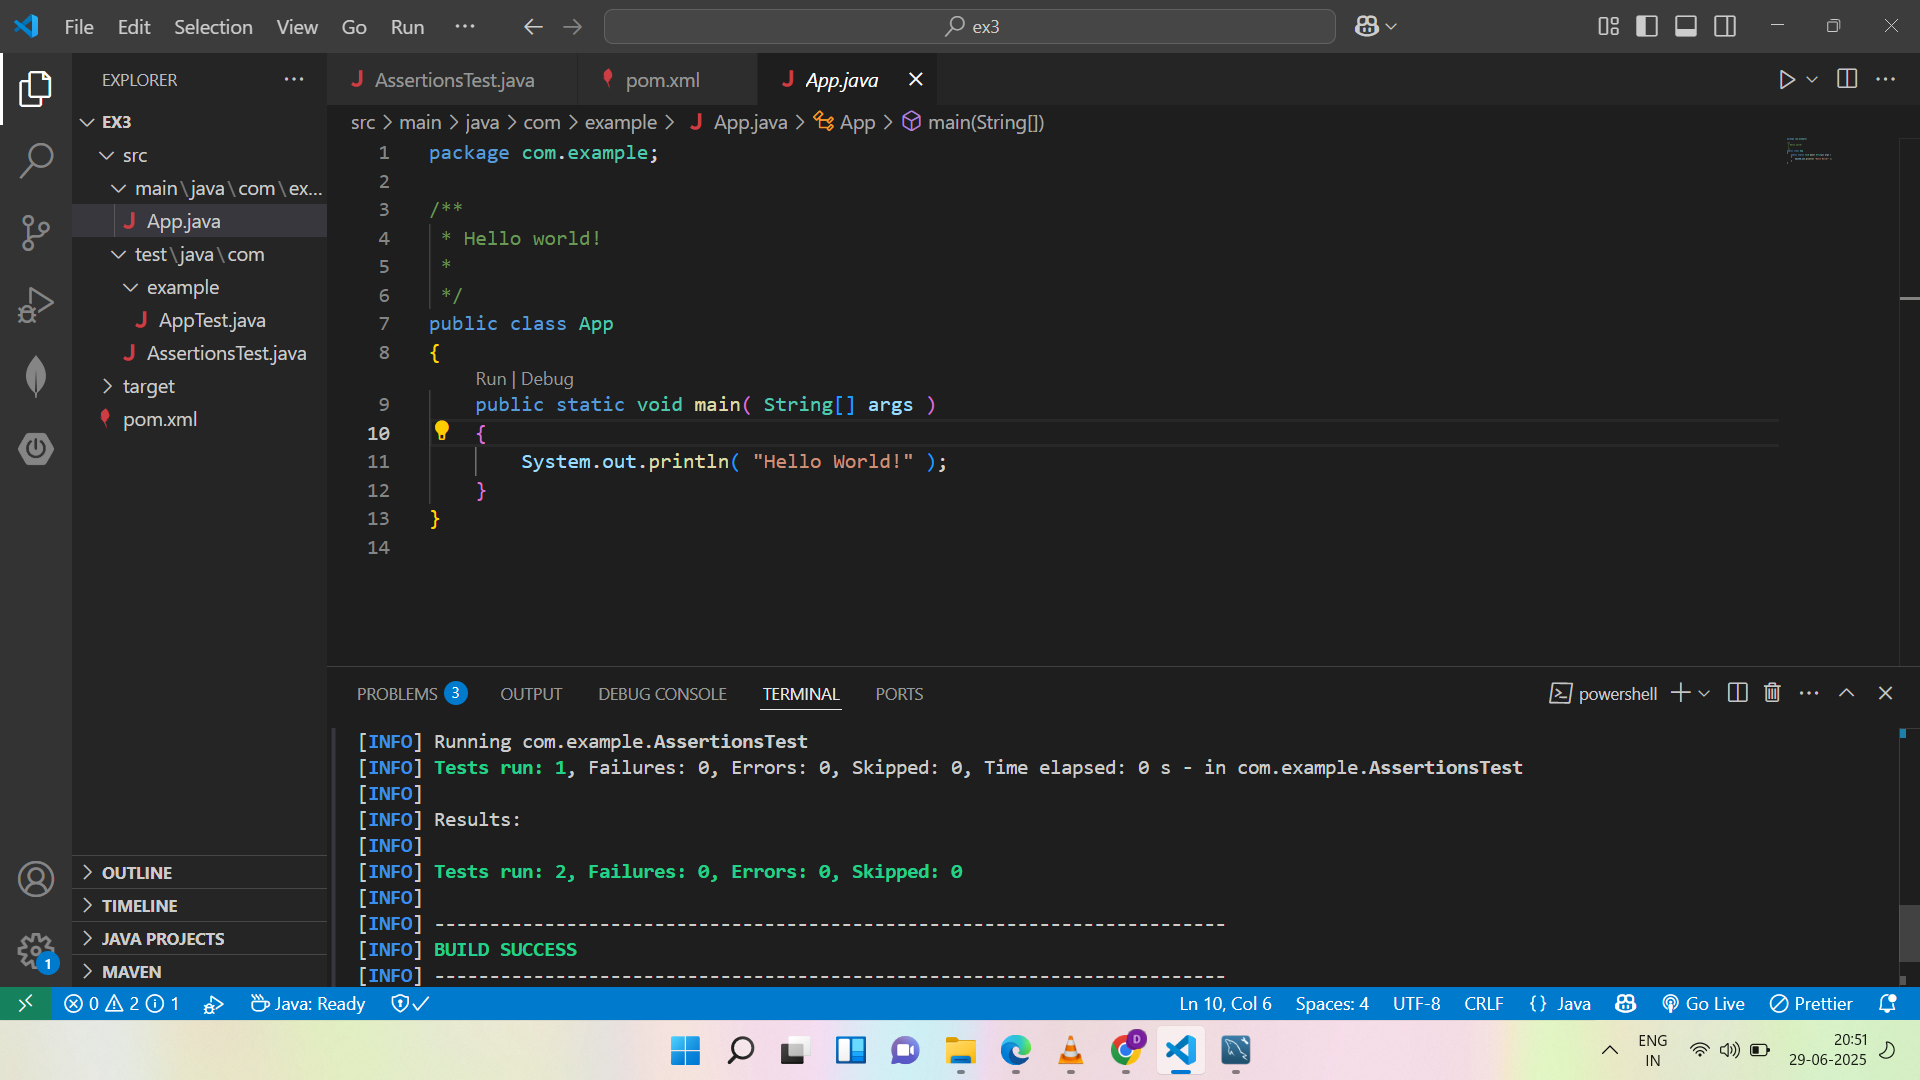 File Edit Selection View Go Run ···
ex3
EXPLORER ···
EX3
src
main\java\com\ex...
App.java
test\java\com
example
AppTest.java
AssertionsTest.java
target
pom.xml
OUTLINE
TIMELINE
JAVA PROJECTS
MAVEN
1
AssertionsTest.java pom.xml App.java
src > main > java > com > example > App.java > App > main(String[])
1 package com.example;
2
3 /**
4 * Hello world!
5 *
6 */
7 public class App
8 {
Run | Debug
9 public static void main( String[] args )
10 {
11 System.out.println( "Hello World!" );
12 }
13 }
14
PROBLEMS 3 OUTPUT DEBUG CONSOLE TERMINAL PORTS
powershell
[INFO] Running com.example.AssertionsTest
[INFO] Tests run: 1, Failures: 0, Errors: 0, Skipped: 0, Time elapsed: 0 s - in com.example.AssertionsTest
[INFO]
[INFO] Results:
[INFO]
[INFO] Tests run: 2, Failures: 0, Errors: 0, Skipped: 0
[INFO]
[INFO] ------------------------------------------------------------------------
[INFO] BUILD SUCCESS
[INFO] ------------------------------------------------------------------------
0 2 1 Java: Ready
Ln 10, Col 6 Spaces: 4 UTF-8 CRLF {} Java Go Live Prettier
D
ENG
IN
20:51
29-06-2025